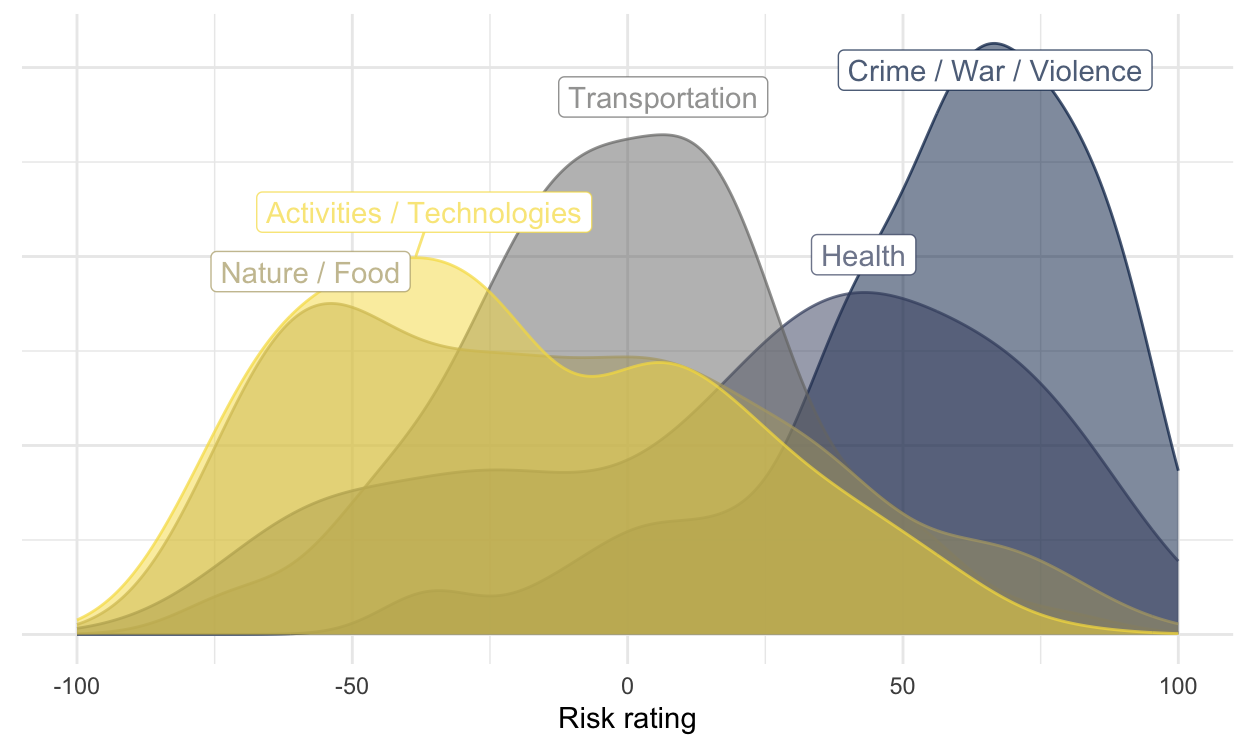 Crime / War / Violence
Transportation
Activities / Technologies
Health
Nature / Food
-100
-50
0
50
100
Risk rating